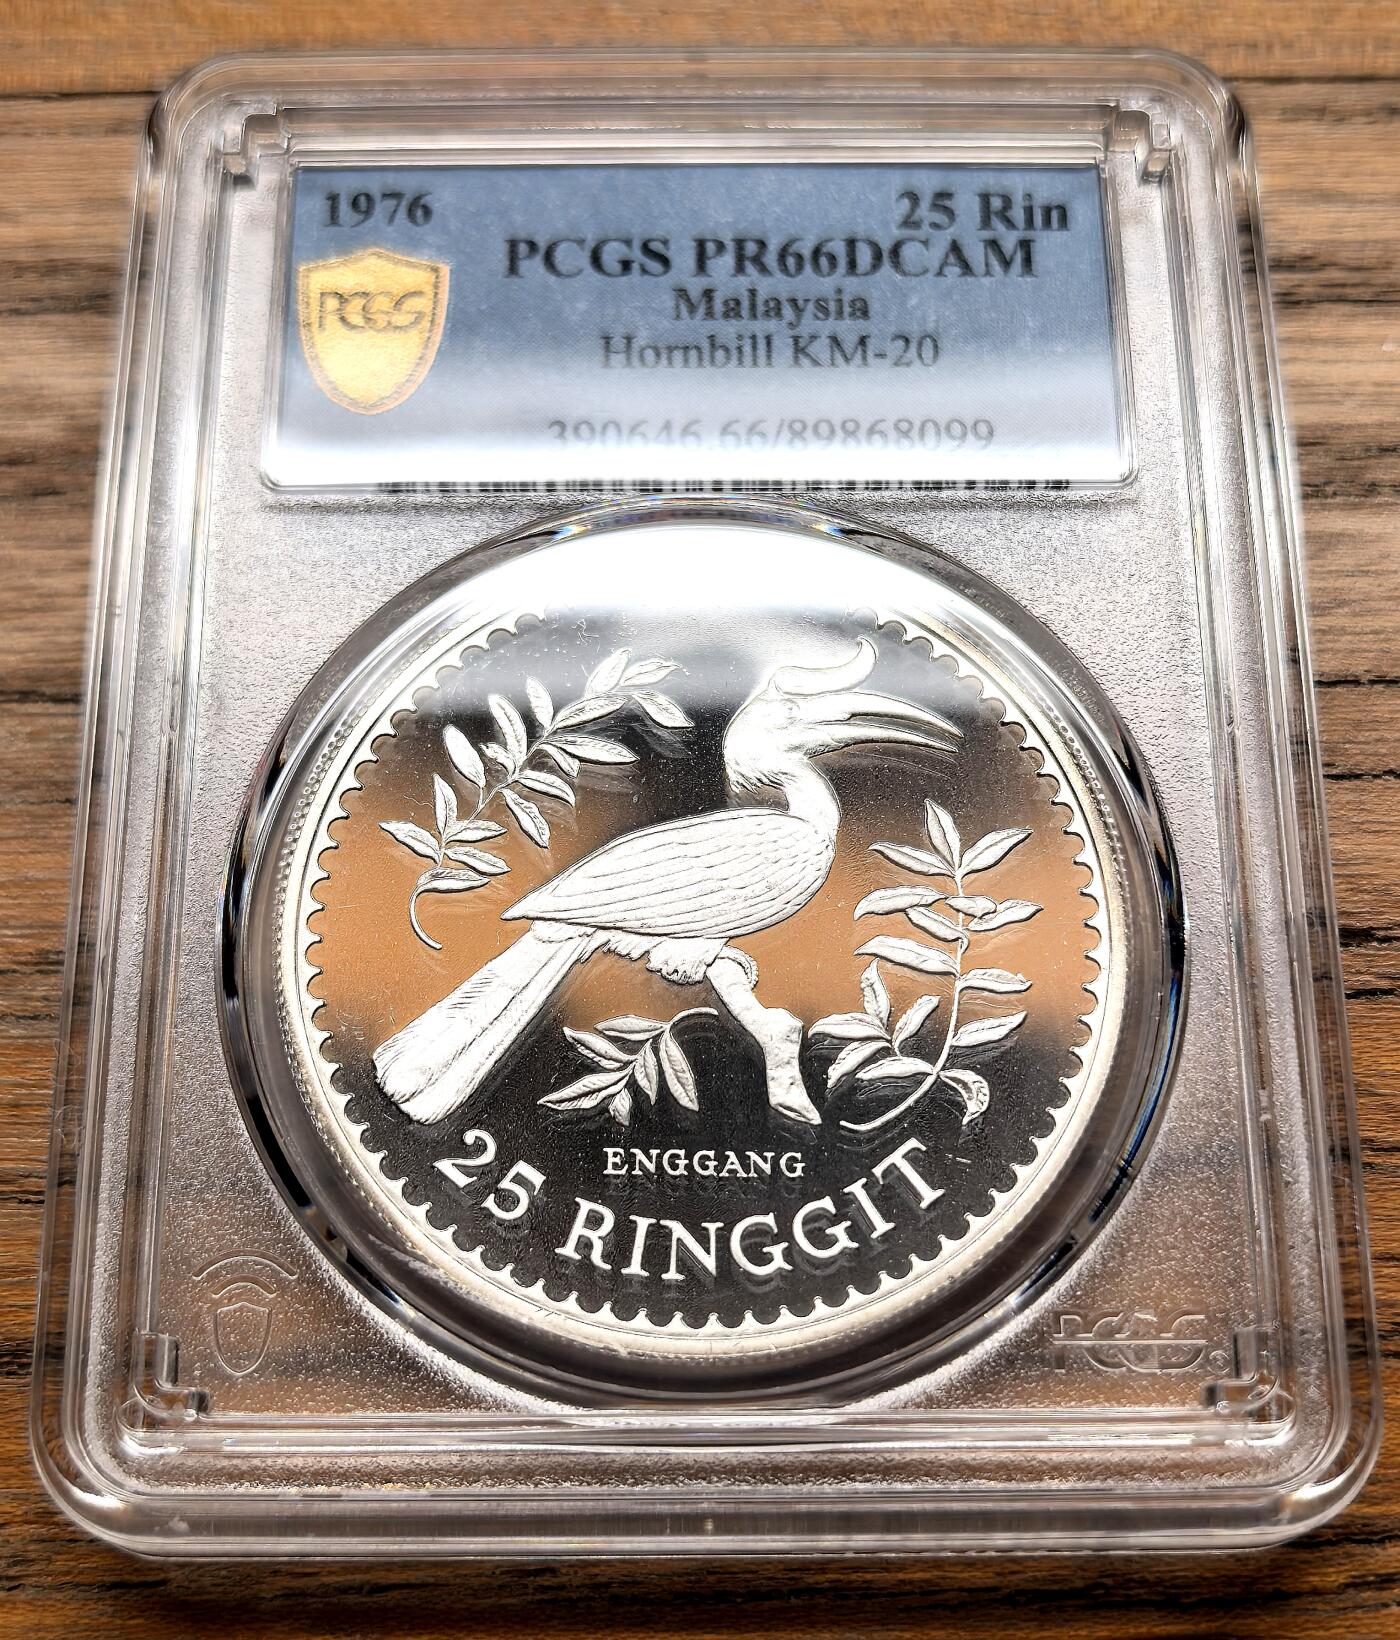 1976 25 Rin
PCGS PR66DCAM
PCGS
Malaysia
Hornbill KM-20
390646.66/89868099
ENGGANG
25 RINGGIT
PCGS